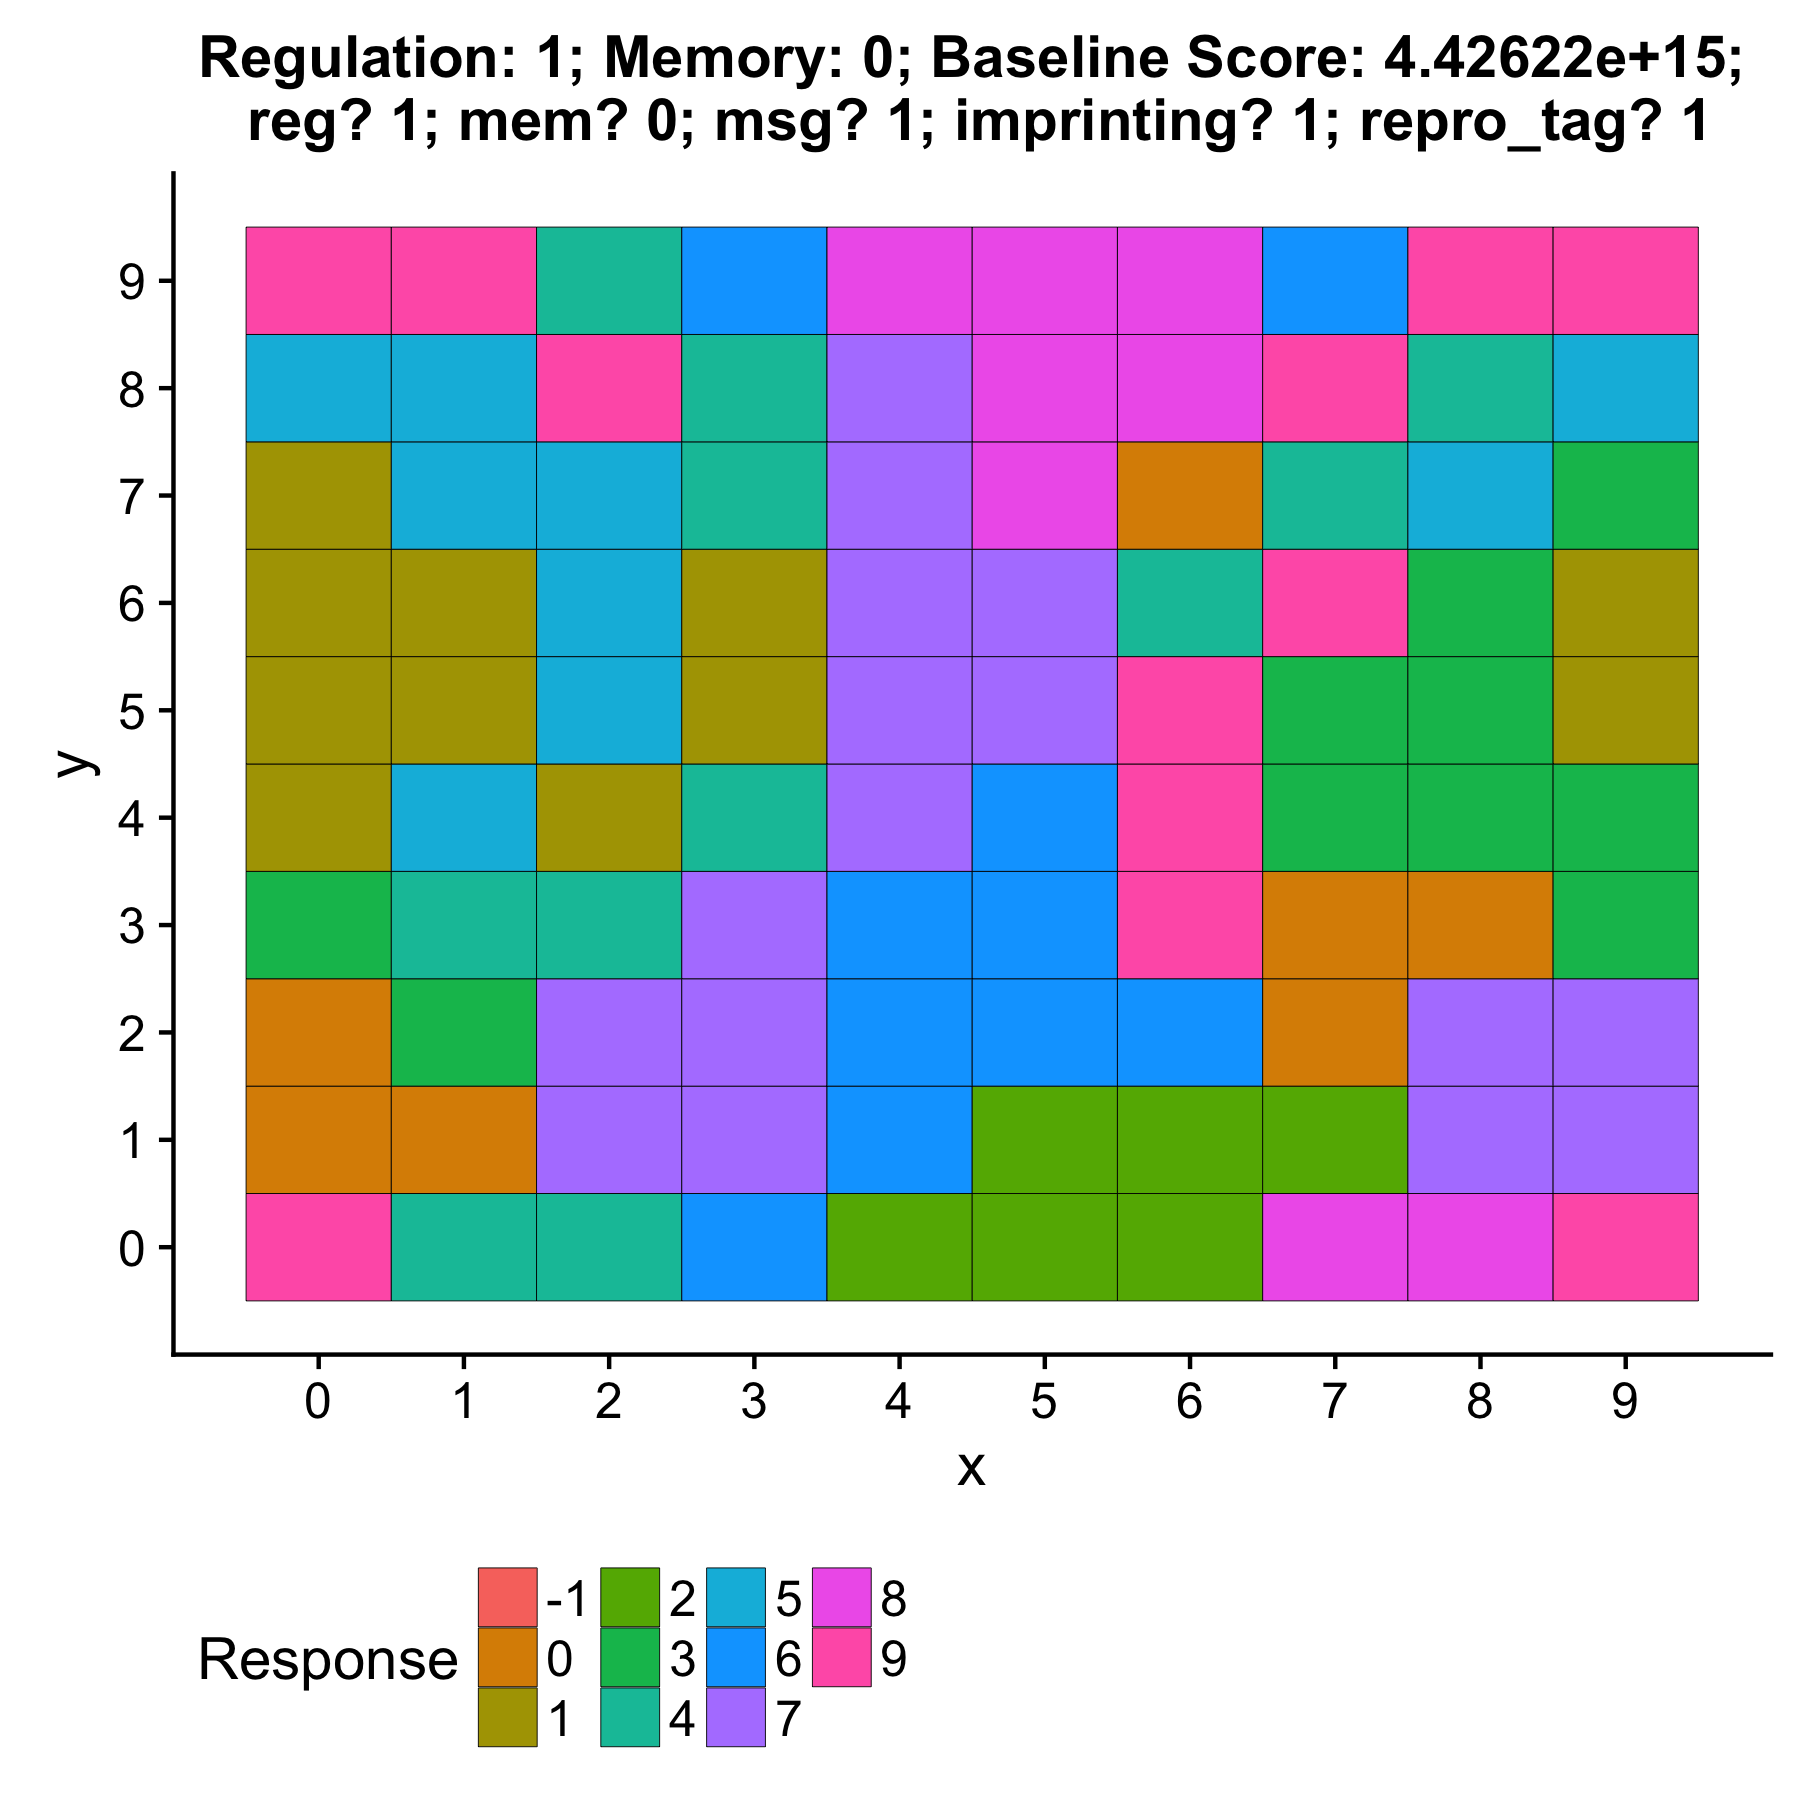 Regulation: 1; Memory: 0; Baseline Score: 4.42622e+15;
reg? 1; mem? 0; msg? 1; imprinting? 1; repro_tag? 1
9
8
7
6
5
4
3
2
1
0
y
0 1 2 3 4 5 6 7 8 9
x
Response
-1 2 5 8
0 3 6 9
1 4 7